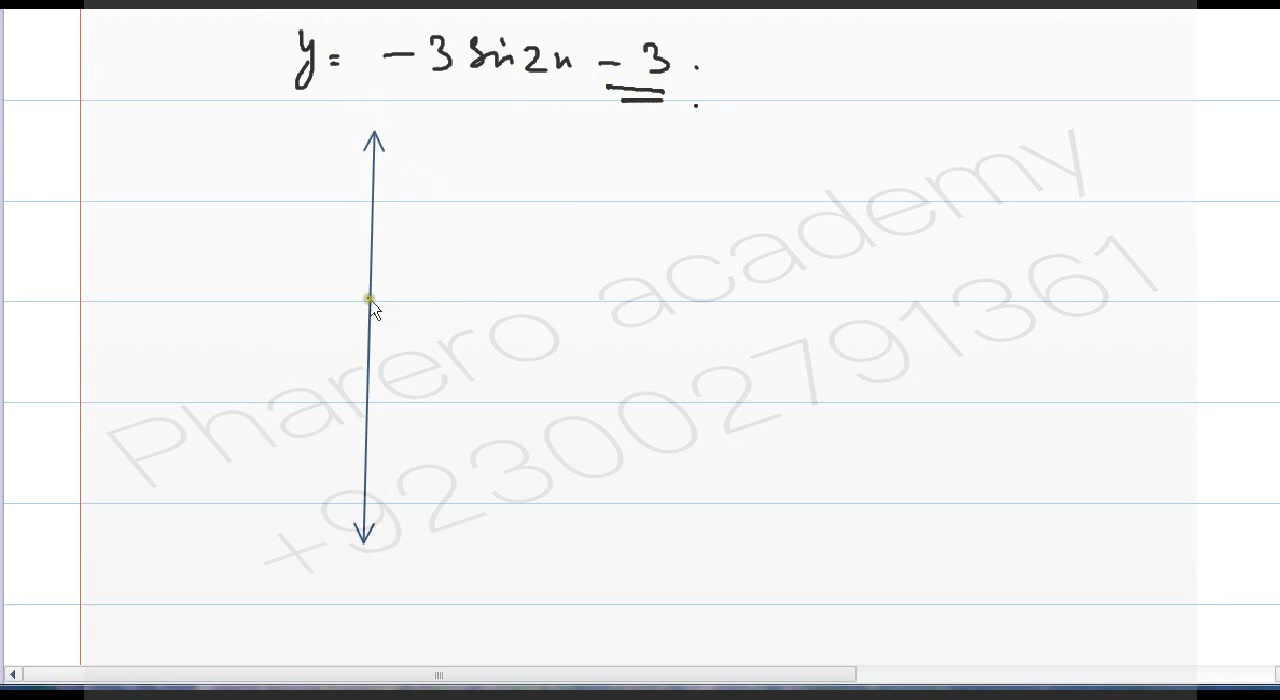 y = - 3 sin 2x - 3 .
Pharero academy
+923002791361